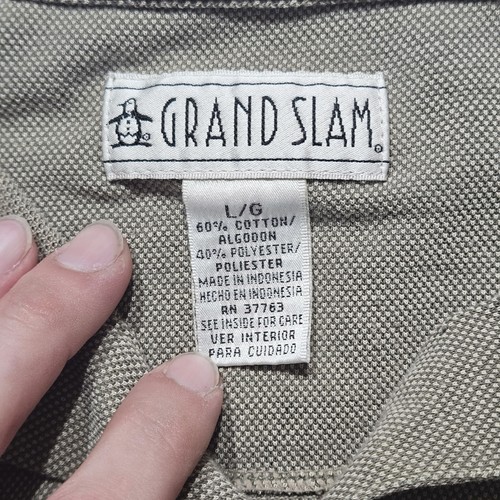 GRAND SLAM®
L/G
60% COTTON/
ALGODON
40% POLYESTER/
POLIESTER
MADE IN INDONESIA
HECHO EN INDONESIA
RN 37763
SEE INSIDE FOR CARE
VER INTERIOR
PARA CUIDADO